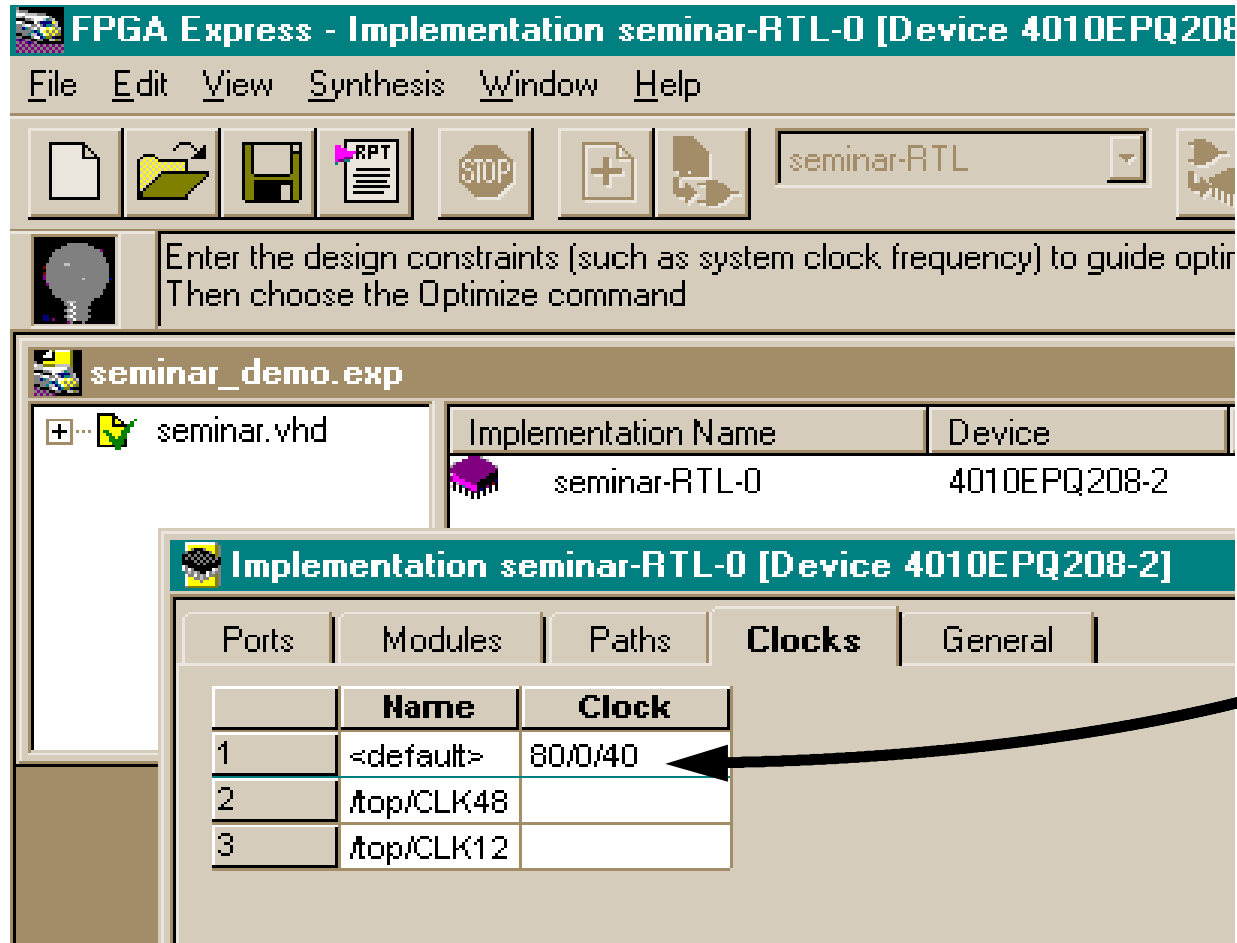 FPGA Express - Implementation seminar-RTL-0 [Device 4010EPQ208
File Edit View Synthesis Window Help
RPT STOP seminar-RTL
Enter the design constraints (such as system clock frequency) to guide optim
Then choose the Optimize command
seminar_demo.exp
seminar.vhd Implementation Name Device
seminar-RTL-0 4010EPQ208-2
Implementation seminar-RTL-0 [Device 4010EPQ208-2]
Ports Modules Paths Clocks General
Name Clock
1 <default> 80/0/40
2 /top/CLK48
3 /top/CLK12